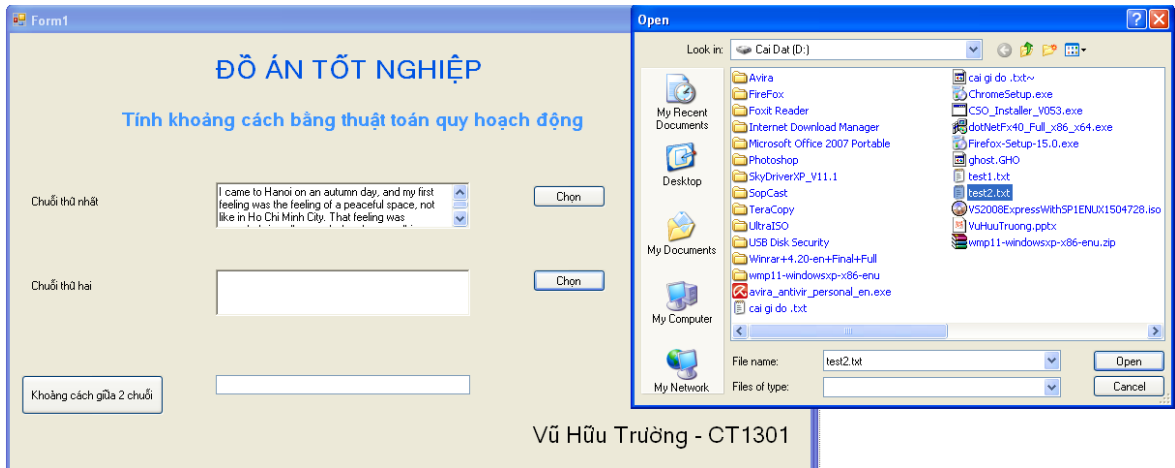 Form1
ĐỒ ÁN TỐT NGHIỆP
Tính khoảng cách bằng thuật toán quy hoạch động
Chuỗi thứ nhất
I came to Hanoi on an autumn day, and my first
feeling was the feeling of a peaceful space, not
like in Ho Chi Minh City. That feeling was
Chọn
Chuỗi thứ hai
Chọn
Khoảng cách giữa 2 chuỗi
Vũ Hữu Trường - CT1301
Open
Look in:
Cai Dat (D:)
My Recent
Documents
Desktop
My Documents
My Computer
My Network
Avira
FireFox
Foxit Reader
Internet Download Manager
Microsoft Office 2007 Portable
Photoshop
SkyDriverXP_V11.1
SopCast
TeraCopy
UltraISO
USB Disk Security
Winrar+4.20-en+Final+Full
wmp11-windowsxp-x86-enu
avira_antivir_personal_en.exe
cai gi do .txt
cai gi do .txt~
ChromeSetup.exe
CSO_Installer_V053.exe
dotNetFx40_Full_x86_x64.exe
Firefox-Setup-15.0.exe
ghost.GHO
test1.txt
test2.txt
VS2008ExpressWithSP1ENUX1504728.iso
VuHuuTruong.pptx
wmp11-windowsxp-x86-enu.zip
File name:
test2.txt
Open
Files of type:
Cancel